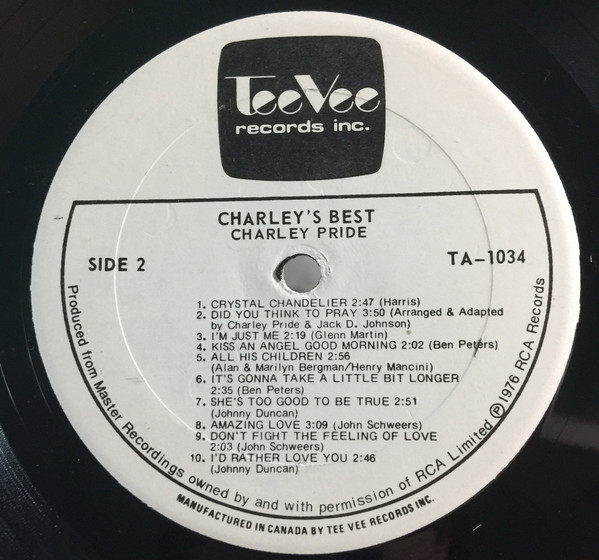 TeeVee
records inc.
CHARLEY'S BEST
CHARLEY PRIDE
SIDE 2
TA-1034
1. CRYSTAL CHANDELIER 2:47 (Harris)
2. DID YOU THINK TO PRAY 3:50 (Arranged & Adapted
by Charley Pride & Jack D. Johnson)
3. I'M JUST ME 2:19 (Glenn Martin)
4. KISS AN ANGEL GOOD MORNING 2:02 (Ben Peters)
5. ALL HIS CHILDREN 2:56
(Alan & Marilyn Bergman/Henry Mancini)
6. IT'S GONNA TAKE A LITTLE BIT LONGER
2:35 (Ben Peters)
7. SHE'S TOO GOOD TO BE TRUE 2:51
(Johnny Duncan)
8. AMAZING LOVE 3:09 (John Schweers)
9. DON'T FIGHT THE FEELING OF LOVE
2:03 (John Schweers)
10. I'D RATHER LOVE YOU 2:46
(Johnny Duncan)
Produced from Master Recordings owned by and with permission of RCA Limited ℗1976 RCA Records
MANUFACTURED IN CANADA BY TEE VEE RECORDS INC.